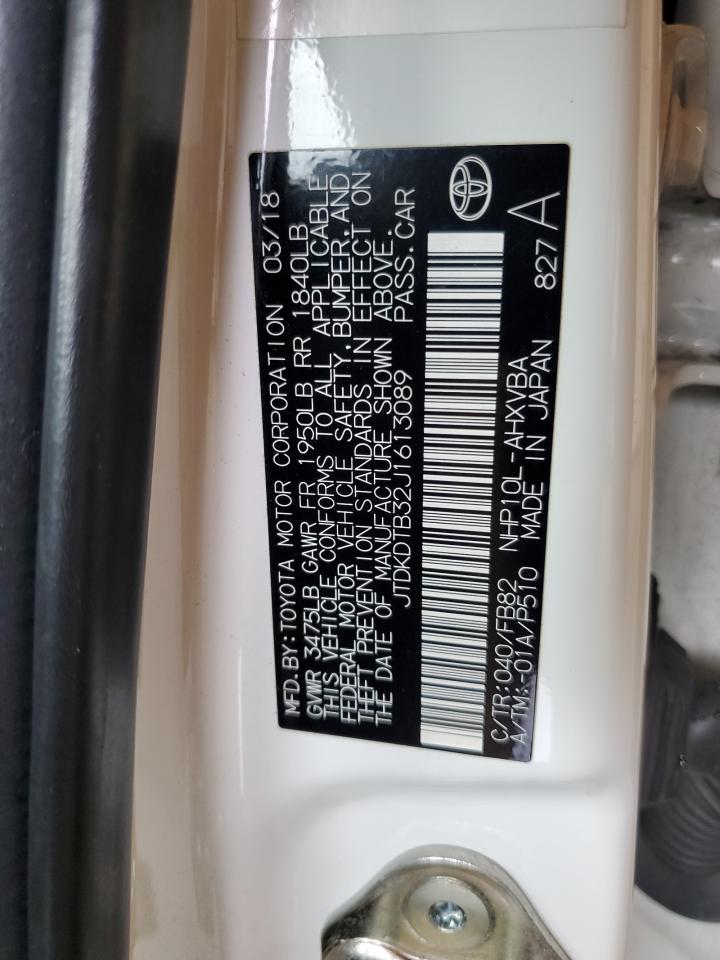 MFD.BY:TOYOTA MOTOR CORPORATION 03/18
GVWR 3475LB GAWR FR 1950LB RR 1840LB
THIS VEHICLE CONFORMS TO ALL APPLICABLE
FEDERAL MOTOR VEHICLE SAFETY,BUMPER,AND
THEFT PREVENTION STANDARDS IN EFFECT ON
THE DATE OF MANUFACTURE SHOWN ABOVE.
JTDKDTB32J1613089 PASS.CAR
C/TR:040/FB82 NHP10L-AHXVBA 827 A
A/TM:-01A/P510 MADE IN JAPAN